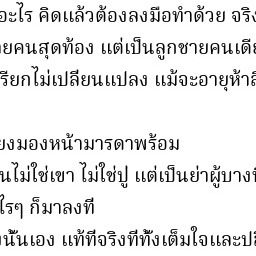 อะไร คิดแล้วต้องลงมือทำด้วย จริง
ยคนสุดท้อง แต่เป็นลูกชายคนเดีย
รียกไม่เปลี่ยนแปลง แม้จะอายุห้าสิ
ยงมองหน้ามารดาพร้อม
นไม่ใช่เขา ไม่ใช่ปู่ แต่เป็นย่าผู้บางที
ไรๆ ก็มาลงที่
งนั้นเอง แท้ที่จริงที่ทั้งเต็มใจและปลี